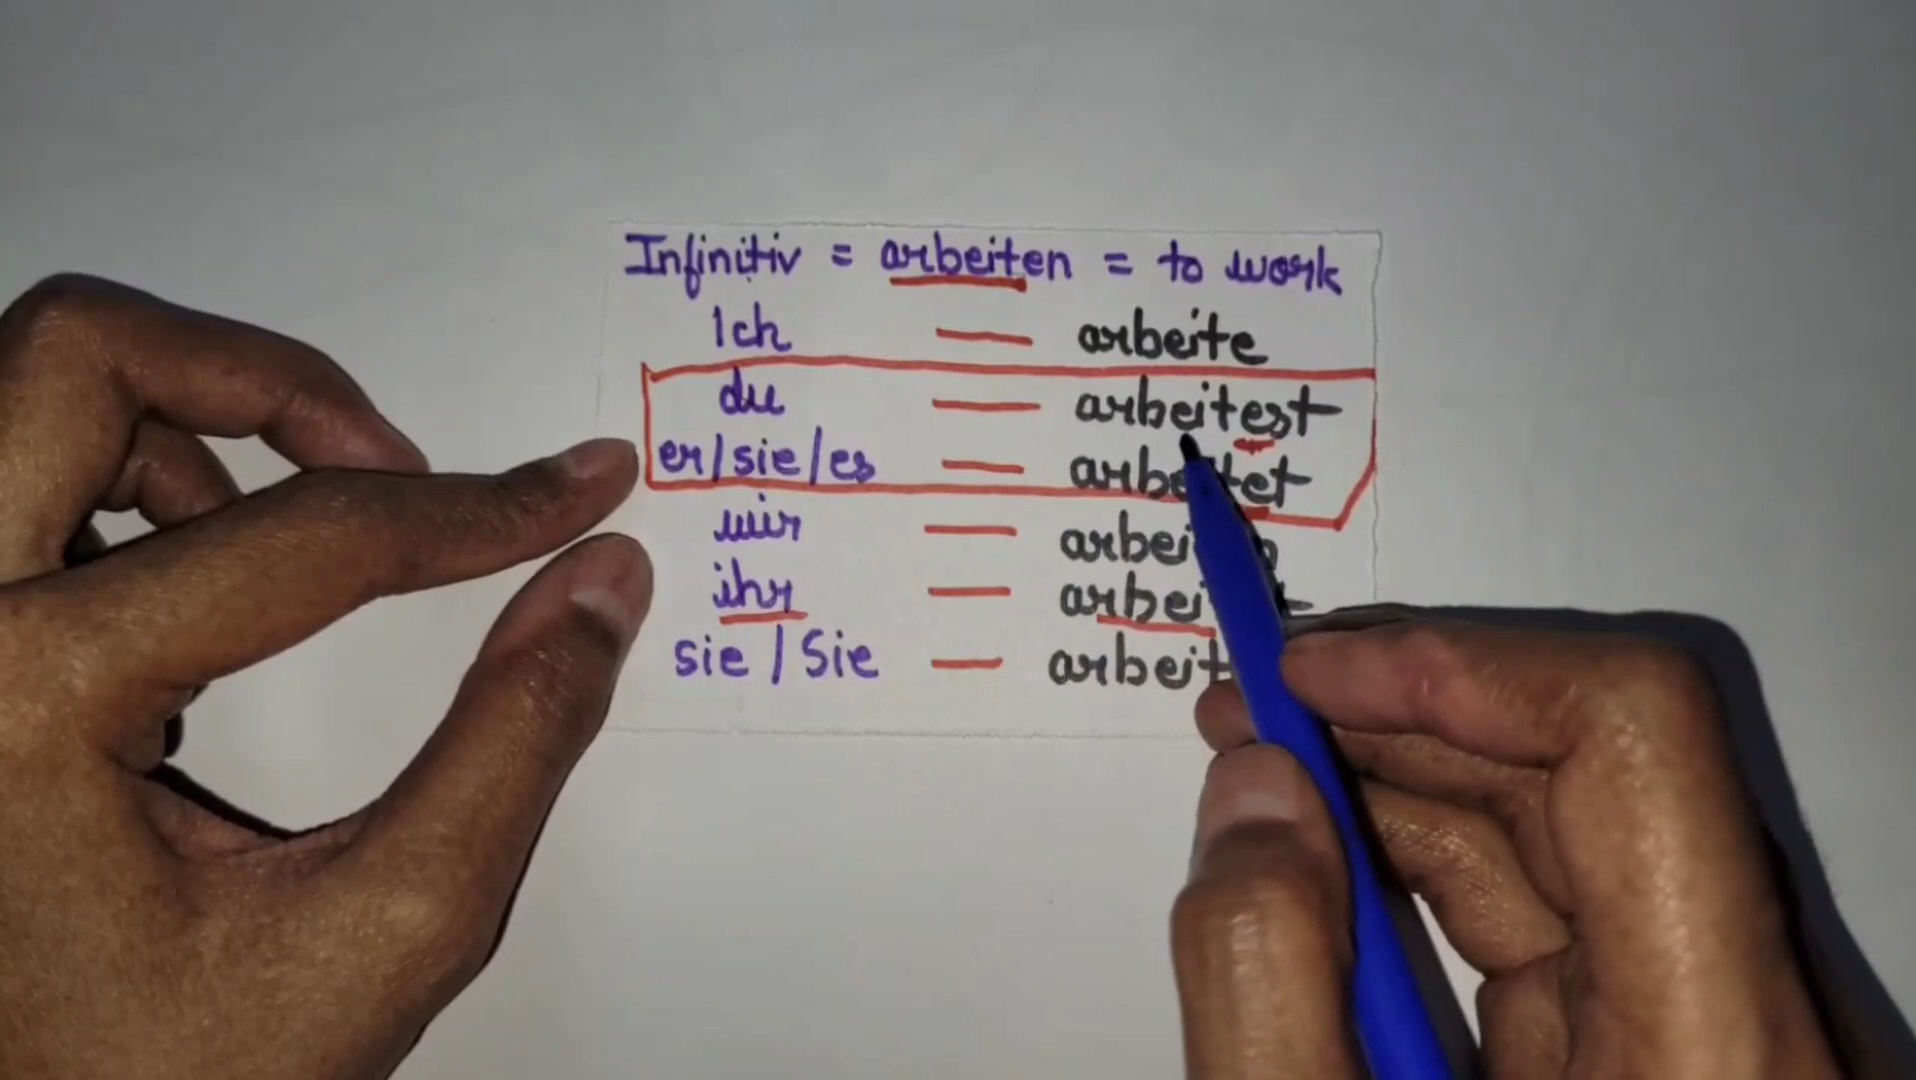 Infinitiv = arbeiten = to work
Ich — arbeite
du — arbeitest
er/sie/es — arbeitet
wir —
ihr —
sie / Sie —